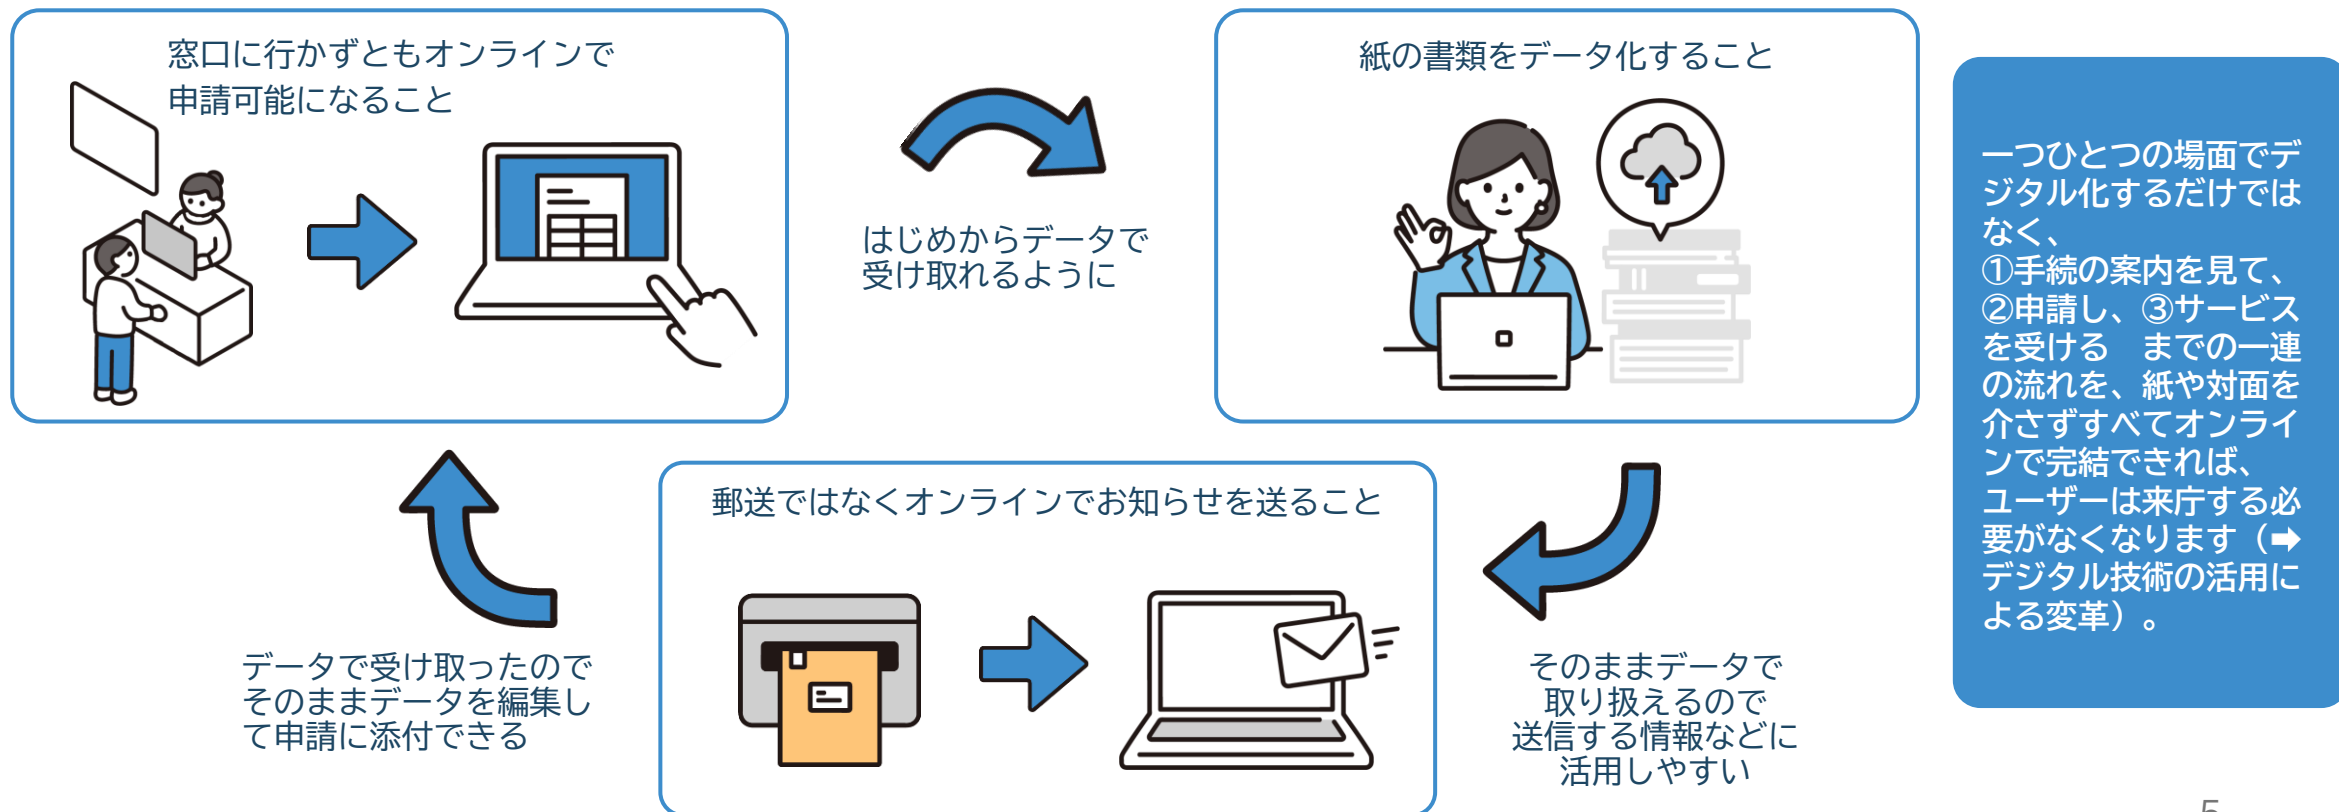 窓口に行かずともオンラインで
申請可能になること
はじめからデータで
受け取れるように
紙の書類をデータ化すること
一つひとつの場面でデ
ジタル化するだけでは
なく、
①手続の案内を見て、
②申請し、③サービス
を受ける　までの一連
の流れを、紙や対面を
介さずすべてオンライ
ンで完結できれば、
ユーザーは来庁する必
要がなくなります（➡
デジタル技術の活用に
よる変革）。
郵送ではなくオンラインでお知らせを送ること
データで受け取ったので
そのままデータを編集し
て申請に添付できる
そのままデータで
取り扱えるので
送信する情報などに
活用しやすい